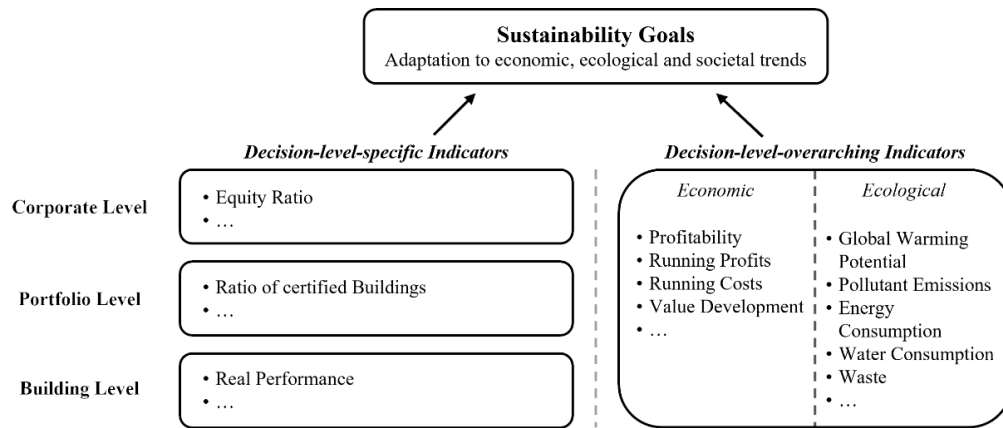 Sustainability Goals
Adaptation to economic, ecological and societal trends
Decision-level-specific Indicators
Decision-level-overarching Indicators
Corporate Level
• Equity Ratio
• …
Portfolio Level
• Ratio of certified Buildings
• …
Building Level
• Real Performance
• …
Economic
• Profitability
• Running Profits
• Running Costs
• Value Development
• …
Ecological
• Global Warming
Potential
• Pollutant Emissions
• Energy
Consumption
• Water Consumption
• Waste
• …